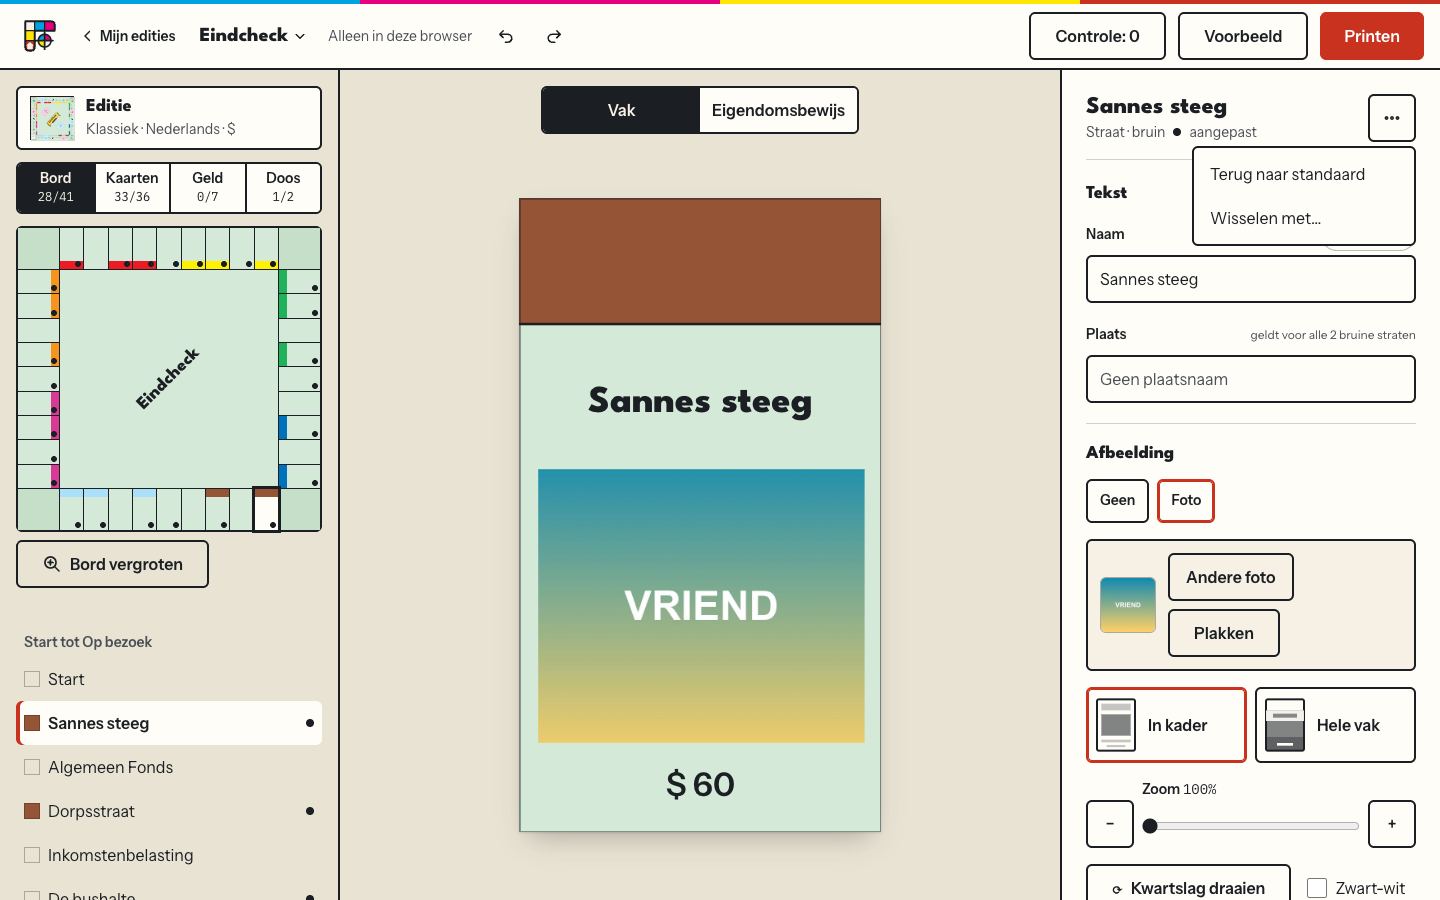 Mijn edities
Eindcheck
Alleen in deze browser
Controle: 0
Voorbeeld
Printen
Editie
Klassiek · Nederlands · $
Bord
28/41
Kaarten
33/36
Geld
0/7
Doos
1/2
Eindcheck
Bord vergroten
Start tot Op bezoek
Start
Sannes steeg
Algemeen Fonds
Dorpsstraat
Inkomstenbelasting
De bushalte
Vak
Eigendomsbewijs
Sannes steeg
VRIEND
$ 60
Sannes steeg
Straat · bruin ● aangepast
Terug naar standaard
Wisselen met...
Tekst
Naam
Sannes steeg
Plaats
geldt voor alle 2 bruine straten
Geen plaatsnaam
Afbeelding
Geen
Foto
VRIEND
Andere foto
Plakken
In kader
Hele vak
Zoom 100%
−
+
Kwartslag draaien
Zwart-wit